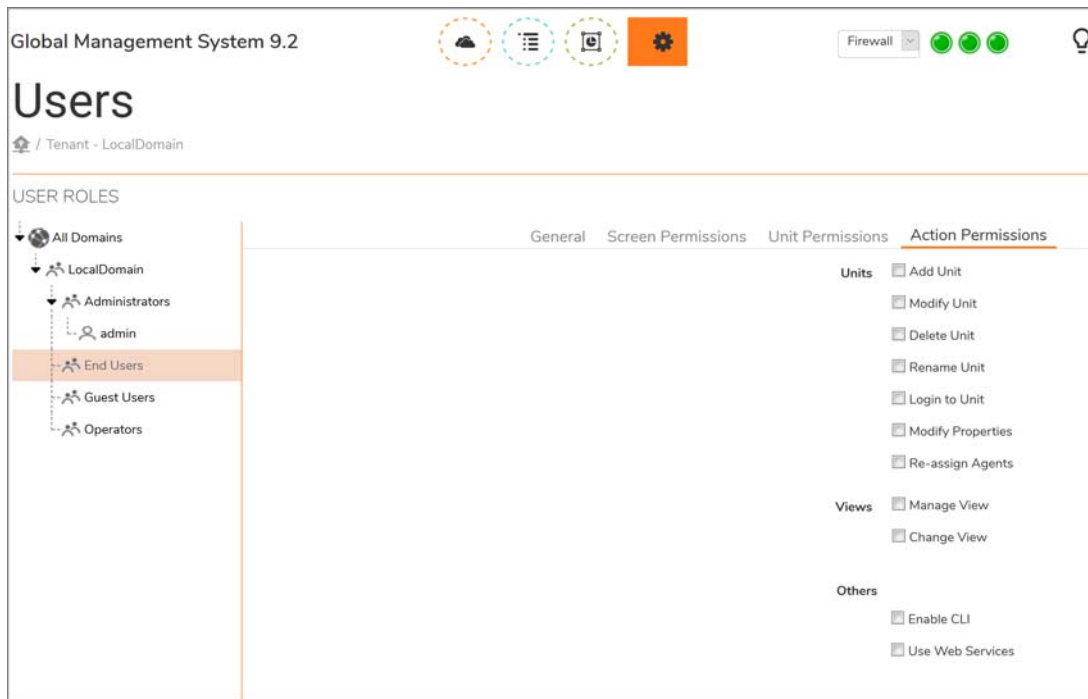 Global Management System 9.2
Firewall
Users
/ Tenant - LocalDomain
USER ROLES
All Domains
LocalDomain
Administrators
admin
End Users
Guest Users
Operators
General Screen Permissions Unit Permissions Action Permissions
Units Add Unit
Modify Unit
Delete Unit
Rename Unit
Login to Unit
Modify Properties
Re-assign Agents
Views Manage View
Change View
Others
Enable CLI
Use Web Services